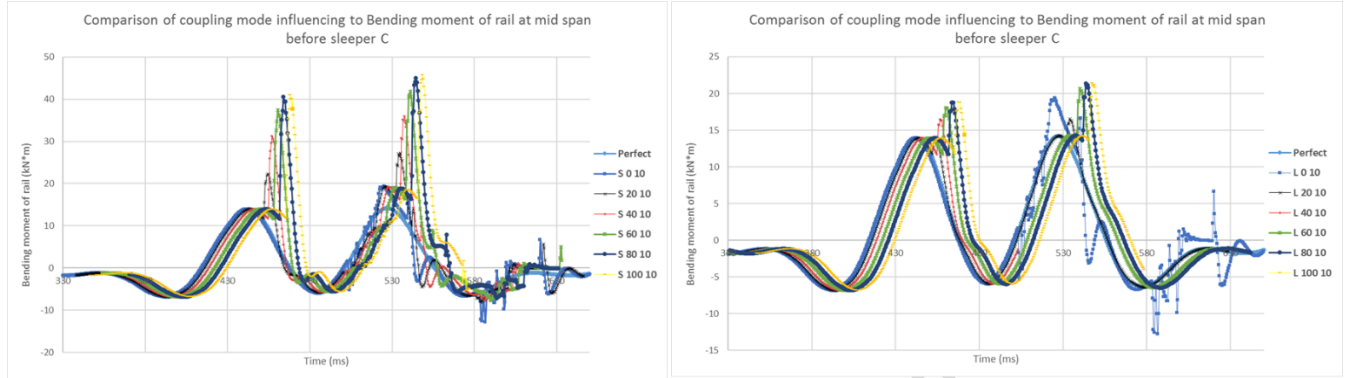 Comparison of coupling mode influencing to Bending moment of rail at mid span
before sleeper C
50
40
30
20
10
0
-10
-20
330
430
530
Bending moment of rail (kN*m)
Time (ms)
Perfect
S 0 10
S 20 10
S 40 10
S 60 10
S 80 10
S 100 10
Comparison of coupling mode influencing to Bending moment of rail at mid span
before sleeper C
25
20
15
10
5
0
-5
-10
-15
430
530
580
Bending moment of rail (kN*m)
Time (ms)
Perfect
L 0 10
L 20 10
L 40 10
L 60 10
L 80 10
L 100 10